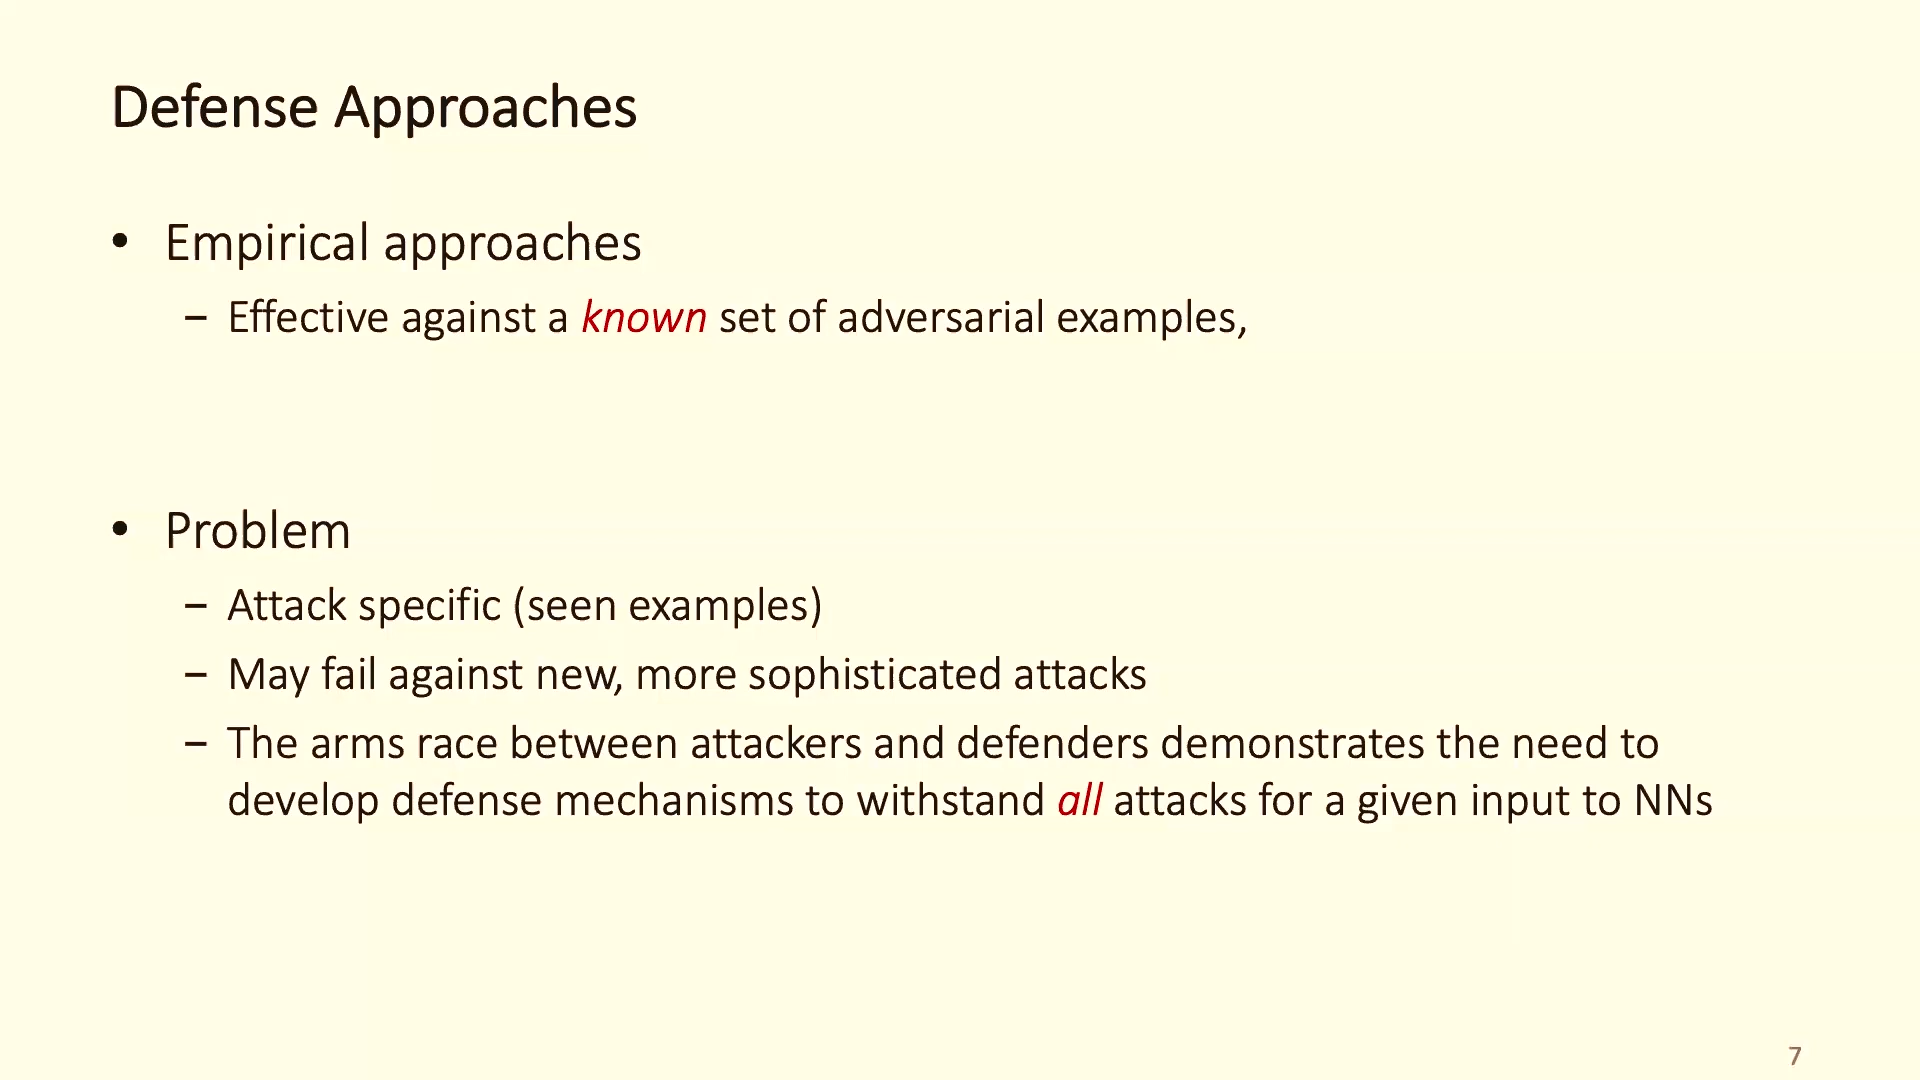 Defense Approaches
• Empirical approaches
– Effective against a known set of adversarial examples,
• Problem
– Attack specific (seen examples)
– May fail against new, more sophisticated attacks
– The arms race between attackers and defenders demonstrates the need to
develop defense mechanisms to withstand all attacks for a given input to NNs
7